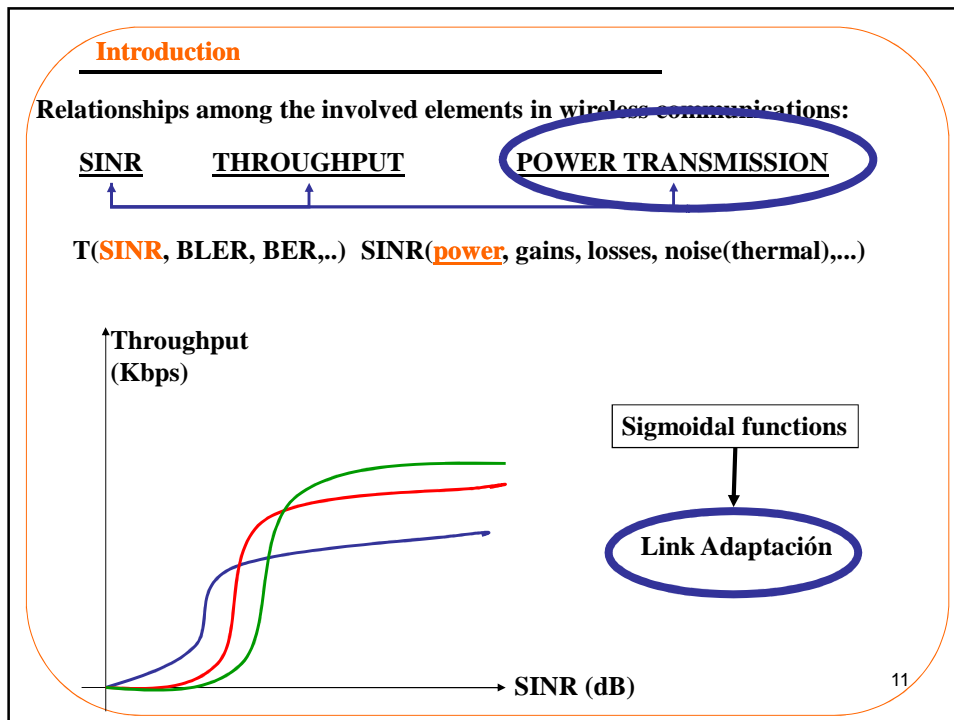 Introduction
Relationships among the involved elements in wireless communications:
SINR THROUGHPUT POWER TRANSMISSION
T(SINR, BLER, BER,..) SINR(power, gains, losses, noise(thermal),...)
Throughput
(Kbps)
Sigmoidal functions
Link Adaptación
SINR (dB)
11